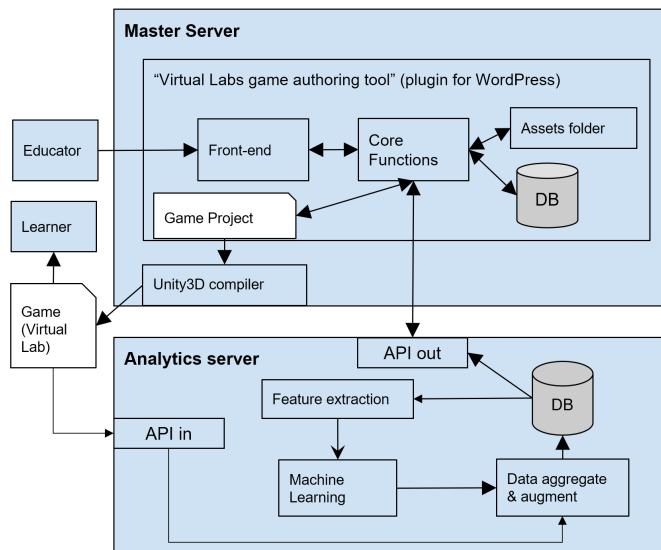 Master Server
“Virtual Labs game authoring tool” (plugin for WordPress)
Educator
Front-end
Core
Functions
Assets folder
DB
Learner
Game Project
Unity3D compiler
Game
(Virtual
Lab)
Analytics server
API out
Feature extraction
DB
API in
Machine
Learning
Data aggregate
& augment